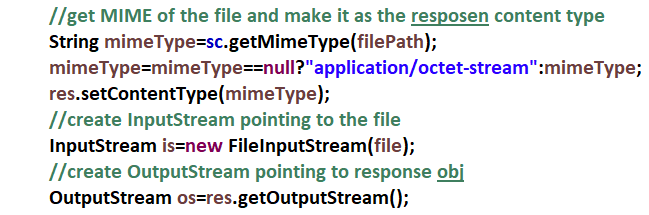 //get MIME of the file and make it as the resposen content type
String mimeType=sc.getMimeType(filePath);
mimeType=mimeType==null?"application/octet-stream":mimeType;
res.setContentType(mimeType);
//create InputStream pointing to the file
InputStream is=new FileInputStream(file);
//create OutputStream pointing to response obj
OutputStream os=res.getOutputStream();